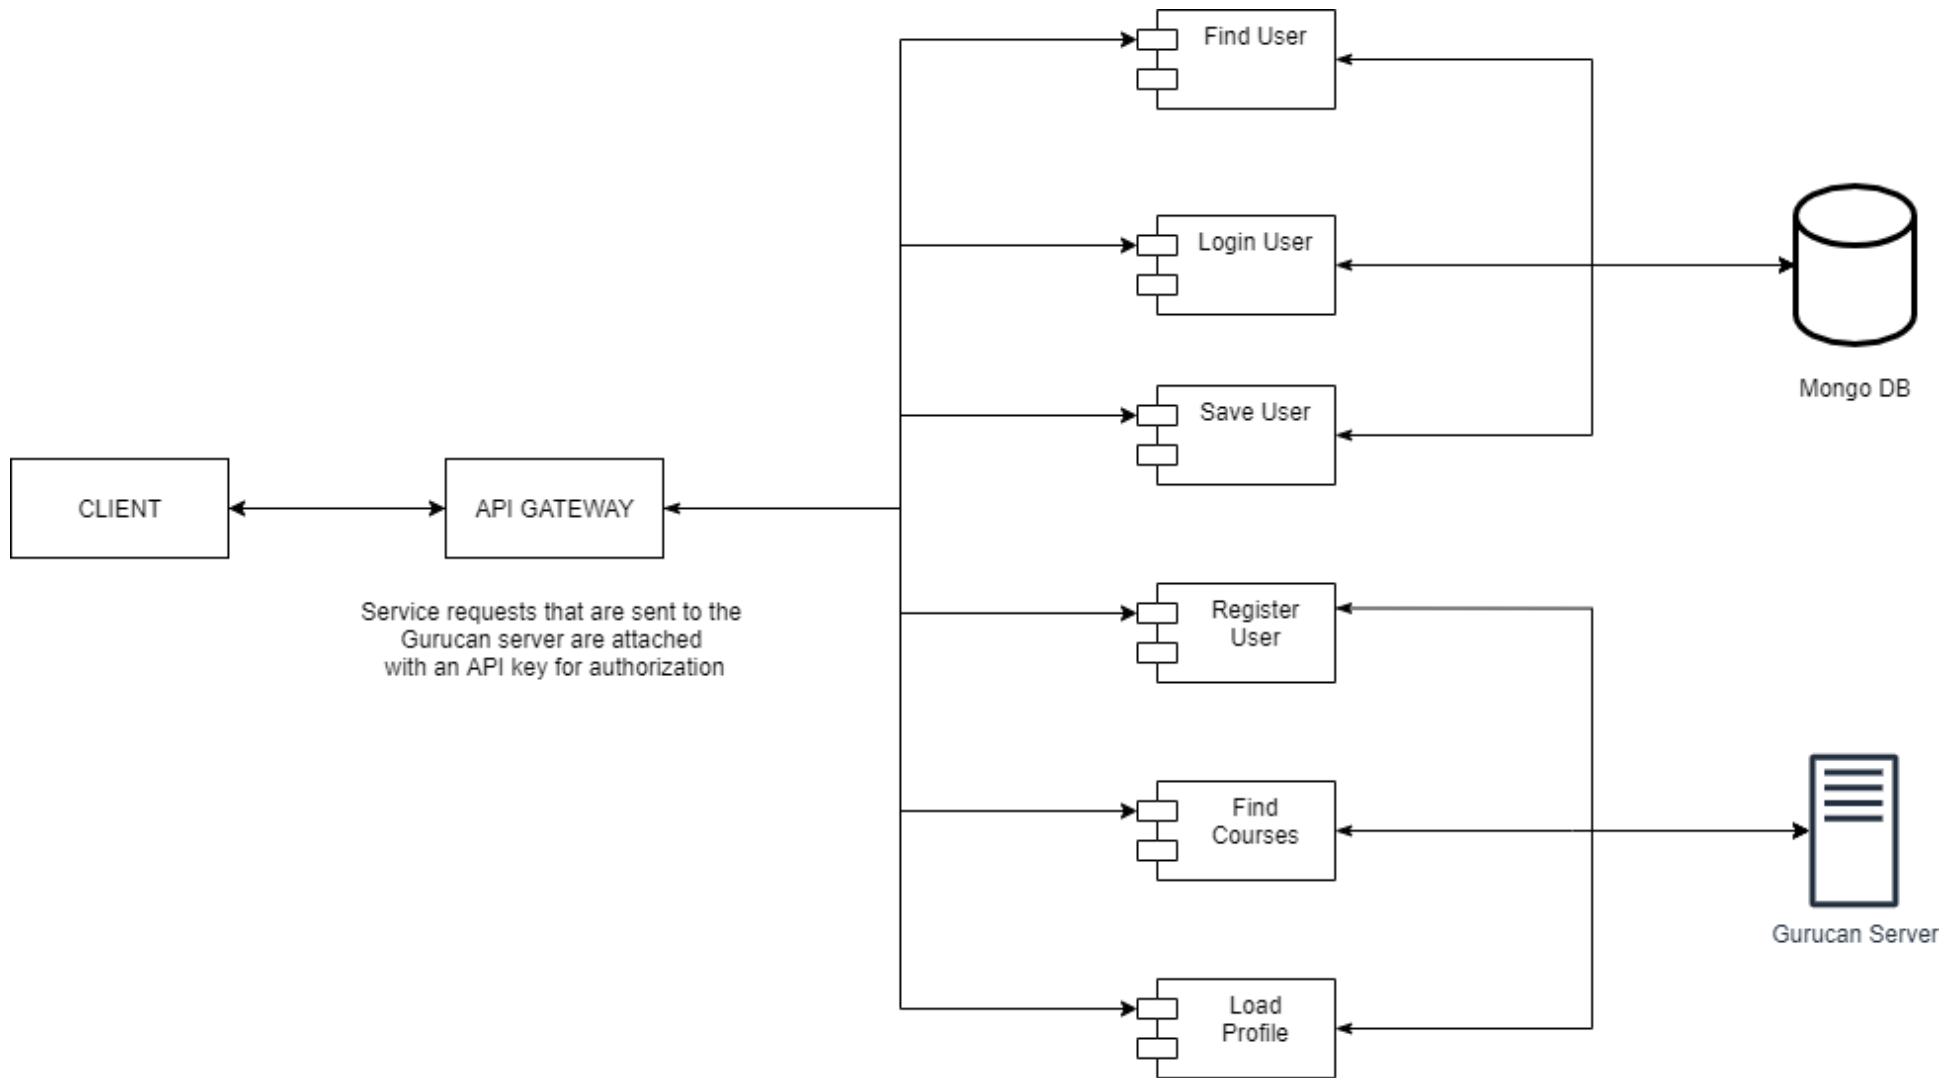 Find User
Login User
Mongo DB
Save User
CLIENT
API GATEWAY
Service requests that are sent to the
Gurucan server are attached
with an API key for authorization
Register
User
Find
Courses
Gurucan Server
Load
Profile